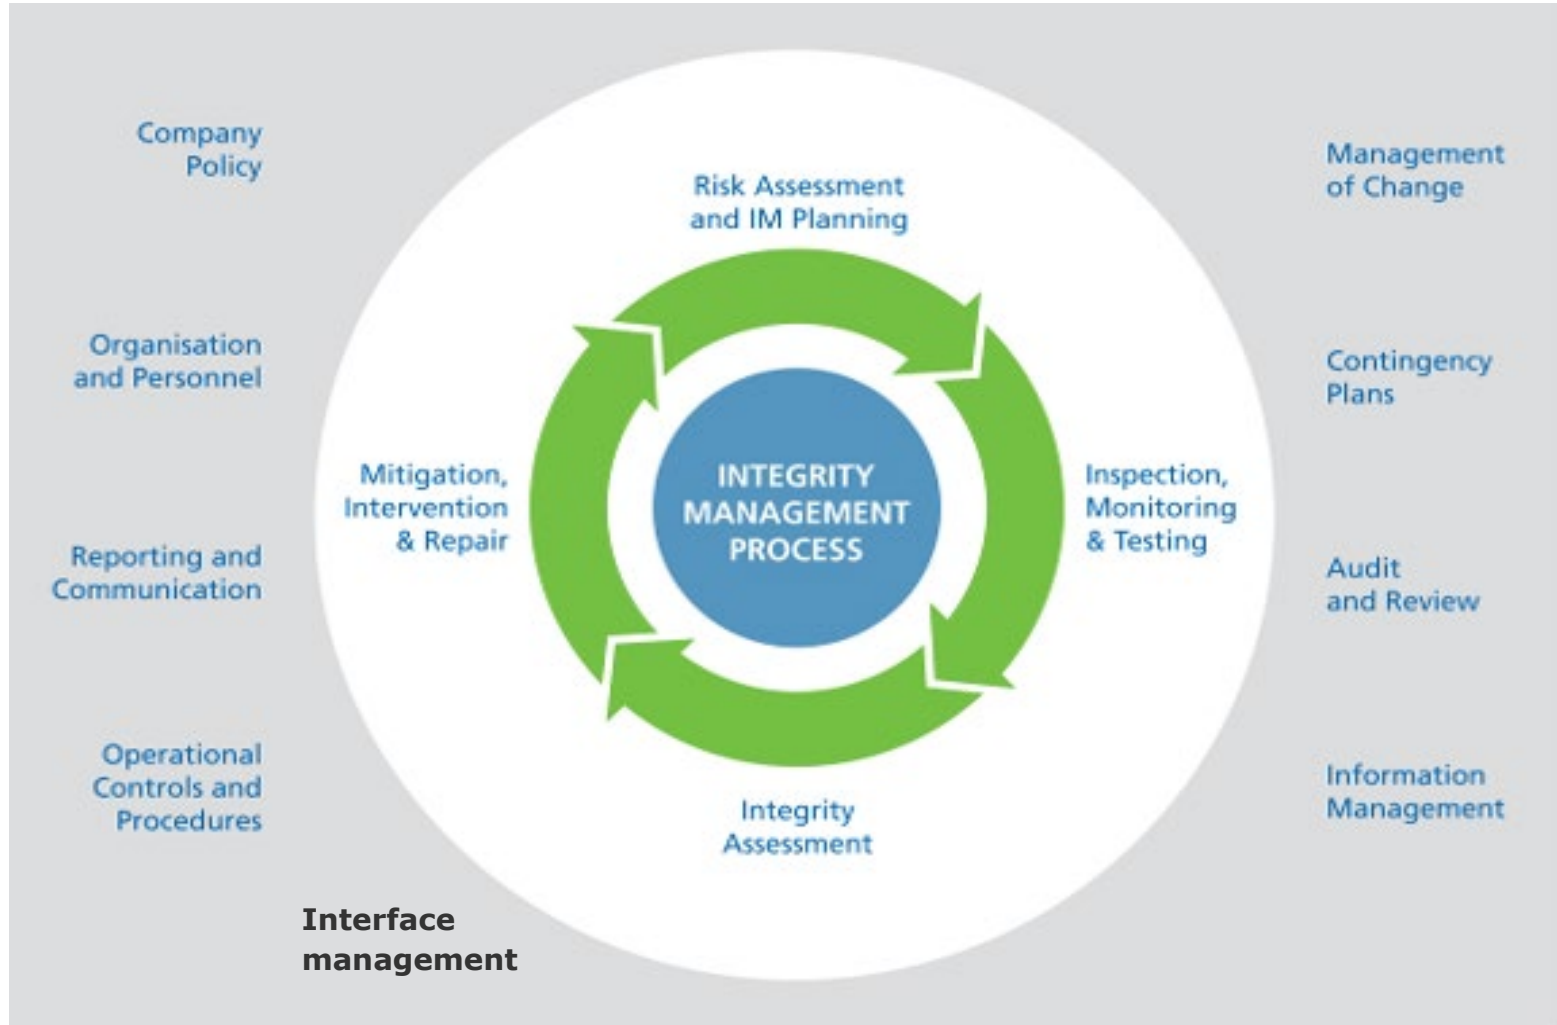 Company
Policy
Organisation
and Personnel
Reporting and
Communication
Operational
Controls and
Procedures
Risk Assessment
and IM Planning
Mitigation,
Intervention
& Repair
INTEGRITY
MANAGEMENT
PROCESS
Inspection,
Monitoring
& Testing
Integrity
Assessment
Interface
management
Management
of Change
Contingency
Plans
Audit
and Review
Information
Management